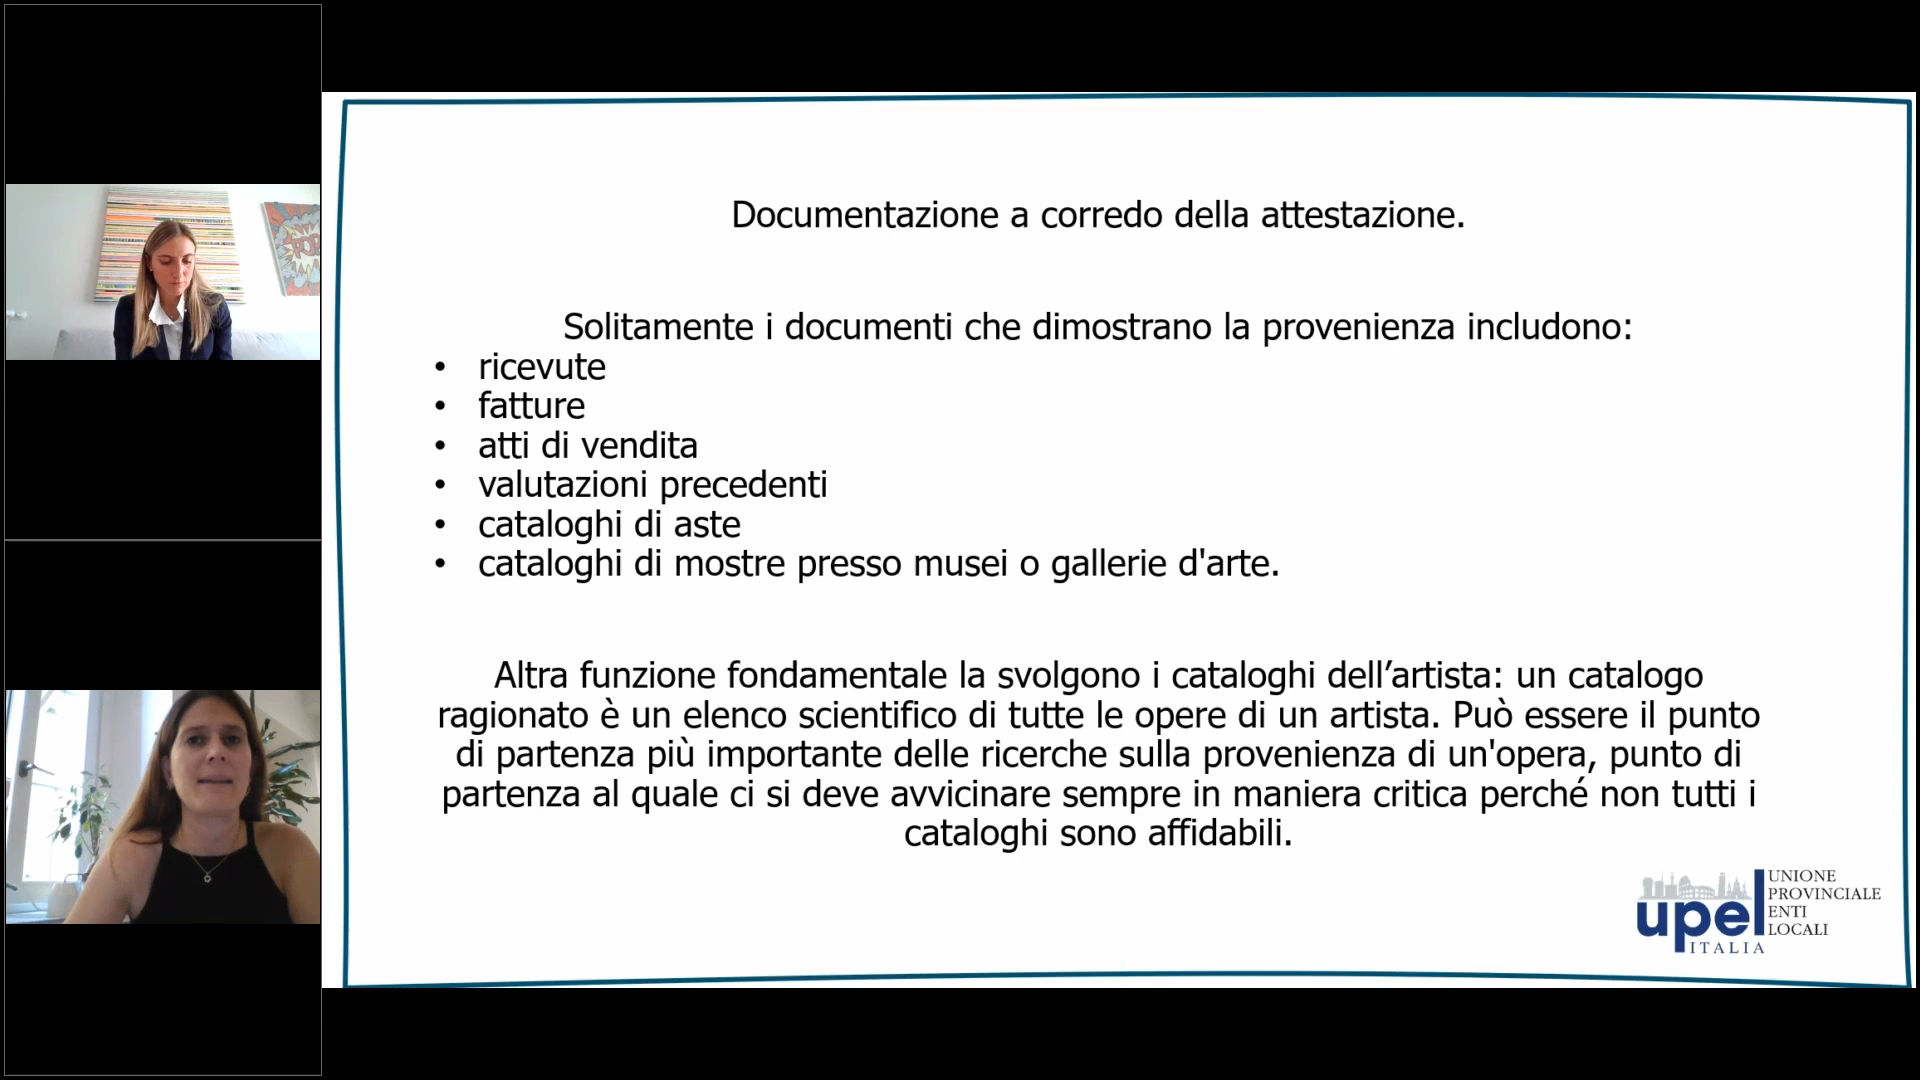 Documentazione a corredo della attestazione.
Solitamente i documenti che dimostrano la provenienza includono:
• ricevute
• fatture
• atti di vendita
• valutazioni precedenti
• cataloghi di aste
• cataloghi di mostre presso musei o gallerie d'arte.
Altra funzione fondamentale la svolgono i cataloghi dell’artista: un catalogo
ragionato è un elenco scientifico di tutte le opere di un artista. Può essere il punto
di partenza più importante delle ricerche sulla provenienza di un'opera, punto di
partenza al quale ci si deve avvicinare sempre in maniera critica perché non tutti i
cataloghi sono affidabili.
upel
ITALIA
UNIONE
PROVINCIALE
ENTI
LOCALI
POP